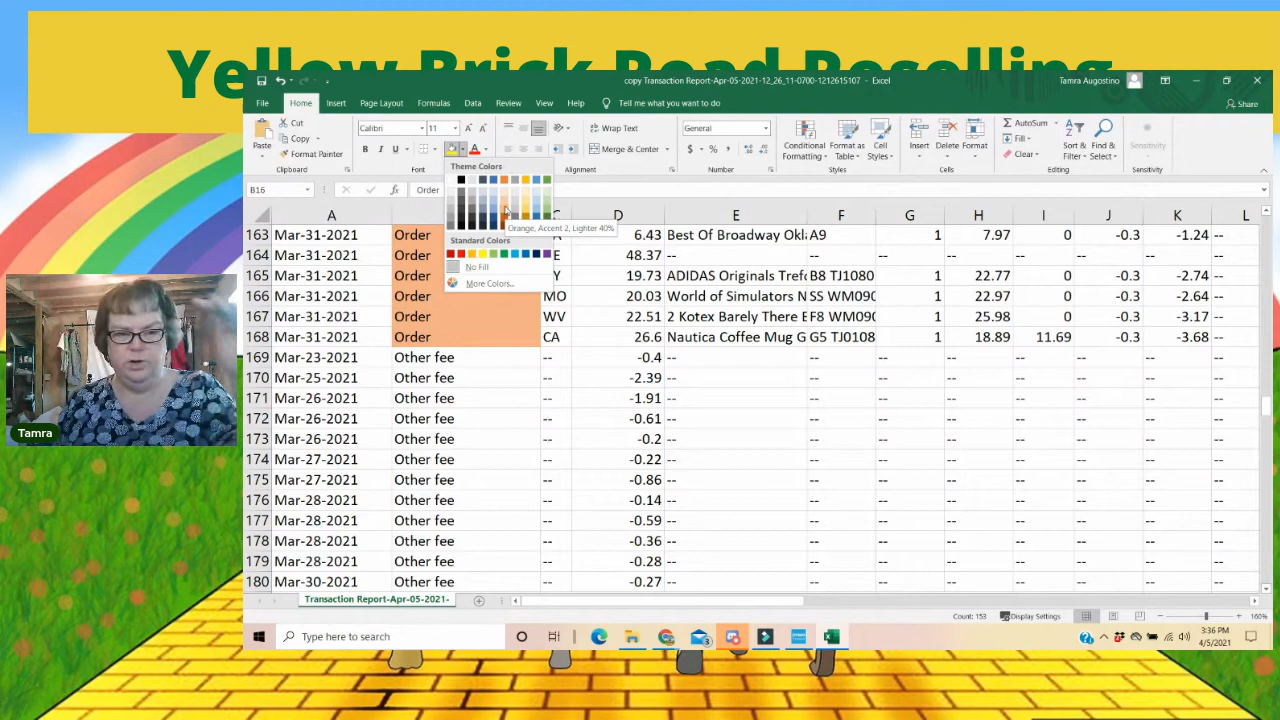 Yellow Brick Road Reselling
copy Transaction Report-Apr-05-2021-12_26_11-0700-1212615107 - Excel
Tamra Augostino
File Home Insert Page Layout Formulas Data Review View Help Tell me what you want to do Share
Paste Cut Copy Format Painter Clipboard
Calibri 11 B I U A Font
Wrap Text Merge & Center Alignment
General $ % , Number
Conditional Formatting Format as Table Cell Styles Styles
Insert Delete Format Cells
AutoSum Fill Clear Sort & Filter Find & Select Editing
Sensitivity Sensitivity
Theme Colors
Orange, Accent 2, Lighter 40%
Standard Colors
No Fill
More Colors...
B16 fx Order
A C D E F G H I J K L
163 Mar-31-2021 Order 6.43 Best Of Broadway Okla A9 1 7.97 0 -0.3 -1.24 --
164 Mar-31-2021 Order E 48.37 -- -- -- -- -- -- -- --
165 Mar-31-2021 Order Y 19.73 ADIDAS Originals Tref B8 TJ1080 1 22.77 0 -0.3 -2.74 --
166 Mar-31-2021 Order MO 20.03 World of Simulators N SS WM090 1 22.97 0 -0.3 -2.64 --
167 Mar-31-2021 Order WV 22.51 2 Kotex Barely There F8 WM090 1 25.98 0 -0.3 -3.17 --
168 Mar-31-2021 Order CA 26.6 Nautica Coffee Mug G G5 TJ0108 1 18.89 11.69 -0.3 -3.68 --
169 Mar-23-2021 Other fee -- -0.4 -- -- -- -- -- -- -- --
170 Mar-25-2021 Other fee -- -2.39 -- -- -- -- -- -- -- --
171 Mar-26-2021 Other fee -- -1.91 -- -- -- -- -- -- -- --
172 Mar-26-2021 Other fee -- -0.61 -- -- -- -- -- -- -- --
173 Mar-26-2021 Other fee -- -0.2 -- -- -- -- -- -- -- --
174 Mar-27-2021 Other fee -- -0.22 -- -- -- -- -- -- -- --
175 Mar-27-2021 Other fee -- -0.86 -- -- -- -- -- -- -- --
176 Mar-28-2021 Other fee -- -0.14 -- -- -- -- -- -- -- --
177 Mar-28-2021 Other fee -- -0.59 -- -- -- -- -- -- -- --
178 Mar-28-2021 Other fee -- -0.36 -- -- -- -- -- -- -- --
179 Mar-28-2021 Other fee -- -0.28 -- -- -- -- -- -- -- --
180 Mar-30-2021 Other fee -- -0.27 -- -- -- -- -- -- -- --
Tamra
Transaction Report-Apr-05-2021-
Count: 153 Display Settings 160%
Type here to search
3:36 PM
4/5/2021